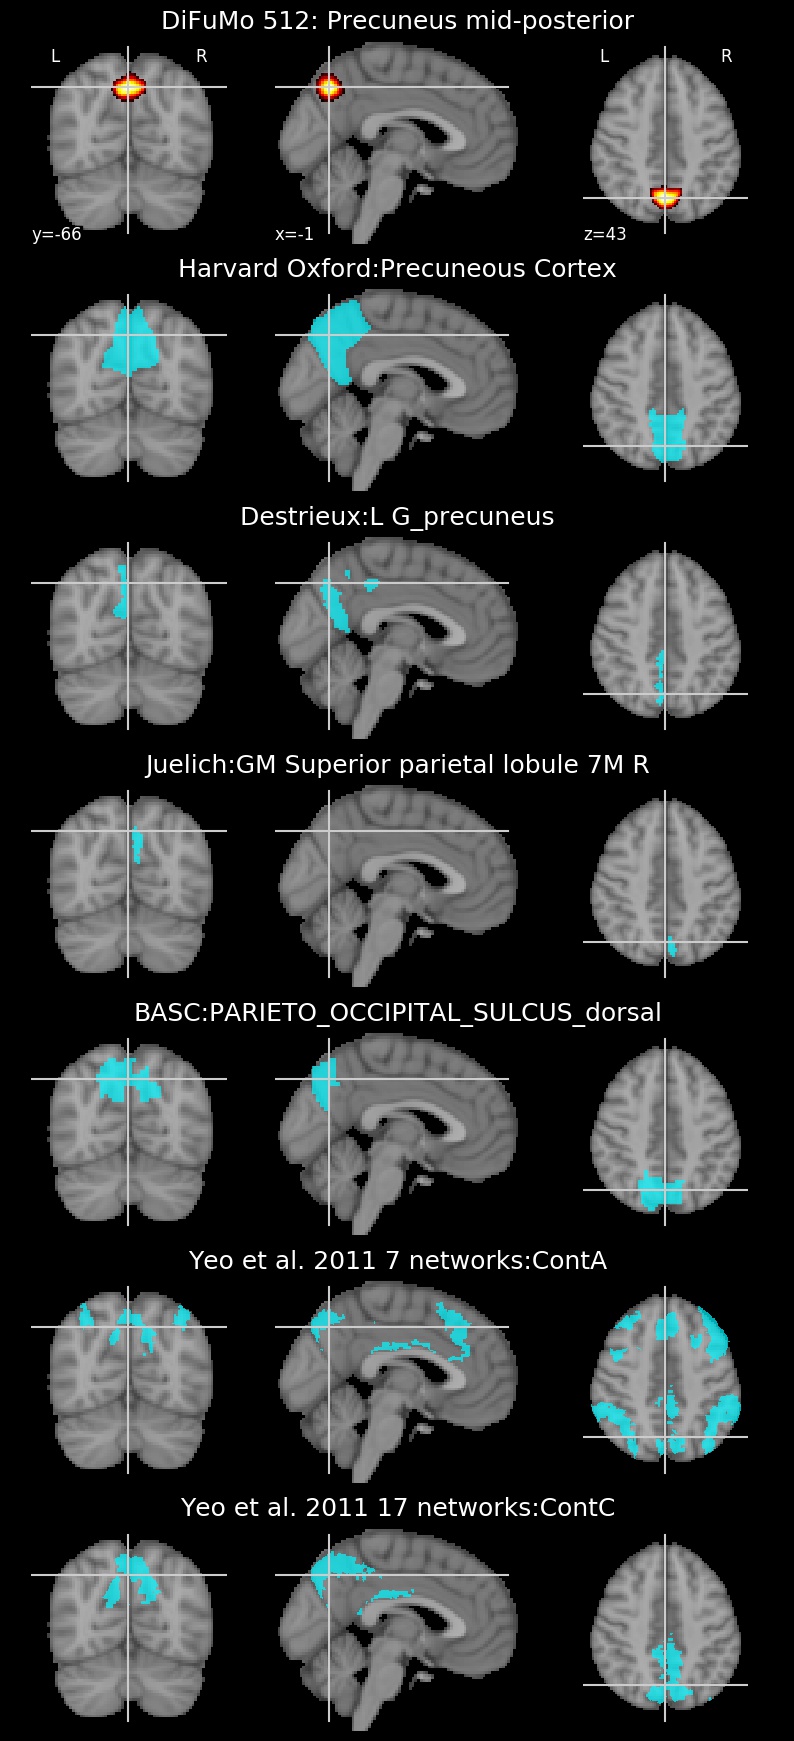 DiFuMo 512: Precuneus mid-posterior
L R L R
y=-66 x=-1 z=43
Harvard Oxford:Precuneous Cortex
Destrieux:L G_precuneus
Juelich:GM Superior parietal lobule 7M R
BASC:PARIETO_OCCIPITAL_SULCUS_dorsal
Yeo et al. 2011 7 networks:ContA
Yeo et al. 2011 17 networks:ContC